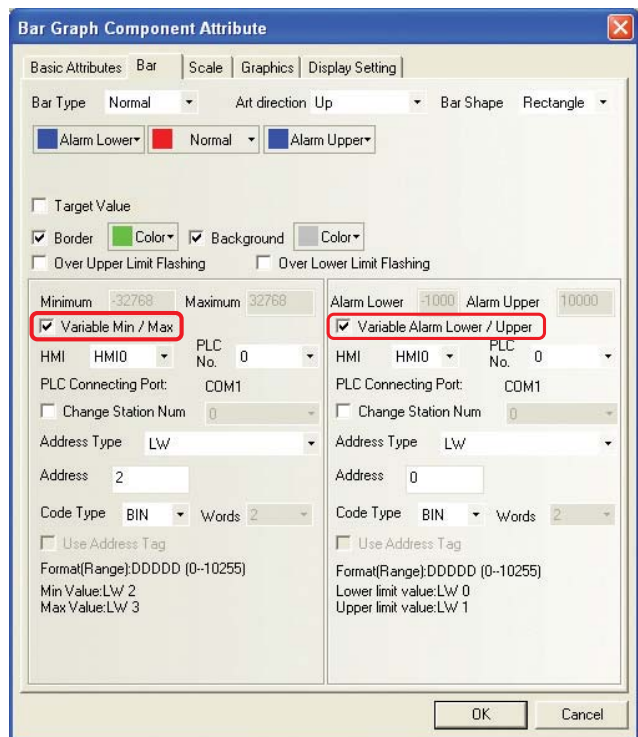 Bar Graph Component Attribute
Basic Attributes Bar Scale Graphics Display Setting
Bar Type Normal Art direction Up Bar Shape Rectangle
Alarm Lower Normal Alarm Upper
Target Value
Border Color Background Color
Over Upper Limit Flashing Over Lower Limit Flashing
Minimum -32768 Maximum 32768
Variable Min / Max
HMI HMI0 PLC No. 0
PLC Connecting Port: COM1
Change Station Num 0
Address Type LW
Address 2
Code Type BIN Words 2
Use Address Tag
Format(Range):DDDDD (0--10255)
Min Value:LW 2
Max Value:LW 3
Alarm Lower -1000 Alarm Upper 10000
Variable Alarm Lower / Upper
HMI HMI0 PLC No. 0
PLC Connecting Port: COM1
Change Station Num 0
Address Type LW
Address 0
Code Type BIN Words 2
Use Address Tag
Format(Range):DDDDD (0--10255)
Lower limit value:LW 0
Upper limit value:LW 1
OK Cancel